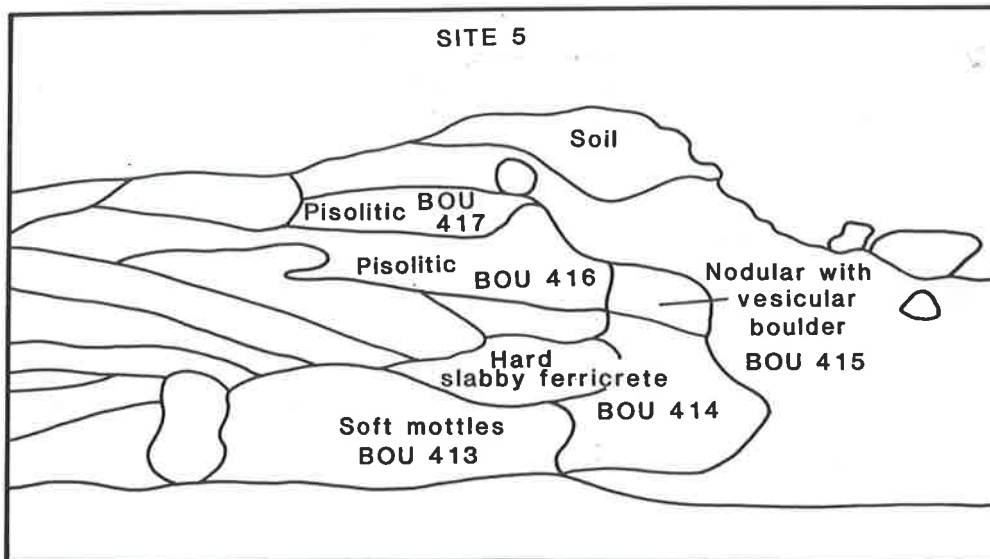 SITE 5
Soil
Pisolitic BOU
417
Pisolitic BOU 416
Nodular with
vesicular
boulder
BOU 415
Hard
slabby ferricrete
BOU 414
Soft mottles
BOU 413